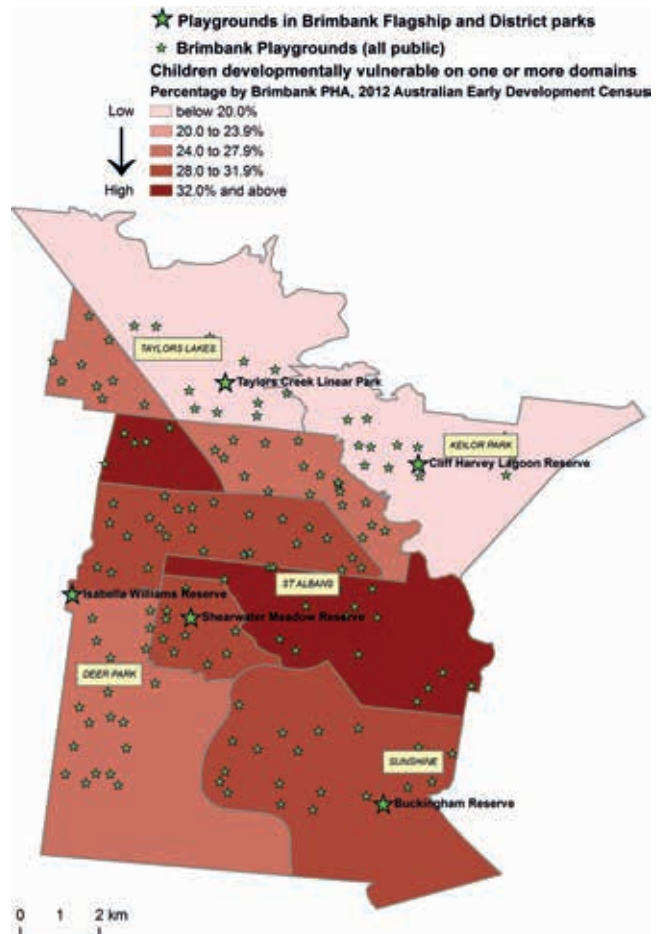 Playgrounds in Brimbank Flagship and District parks
Brimbank Playgrounds (all public)
Children developmentally vulnerable on one or more domains
Percentage by Brimbank PHA, 2012 Australian Early Development Census
Low
High
below 20.0%
20.0 to 23.9%
24.0 to 27.9%
28.0 to 31.9%
32.0% and above
TAYLORS LAKES
Taylors Creek Linear Park
KEILOR PARK
Cliff Harvey Lagoon Reserve
ST ALBANS
Isabella Williams Reserve
Shearwater Meadow Reserve
DEER PARK
SUNSHINE
Buckingham Reserve
0 1 2 km